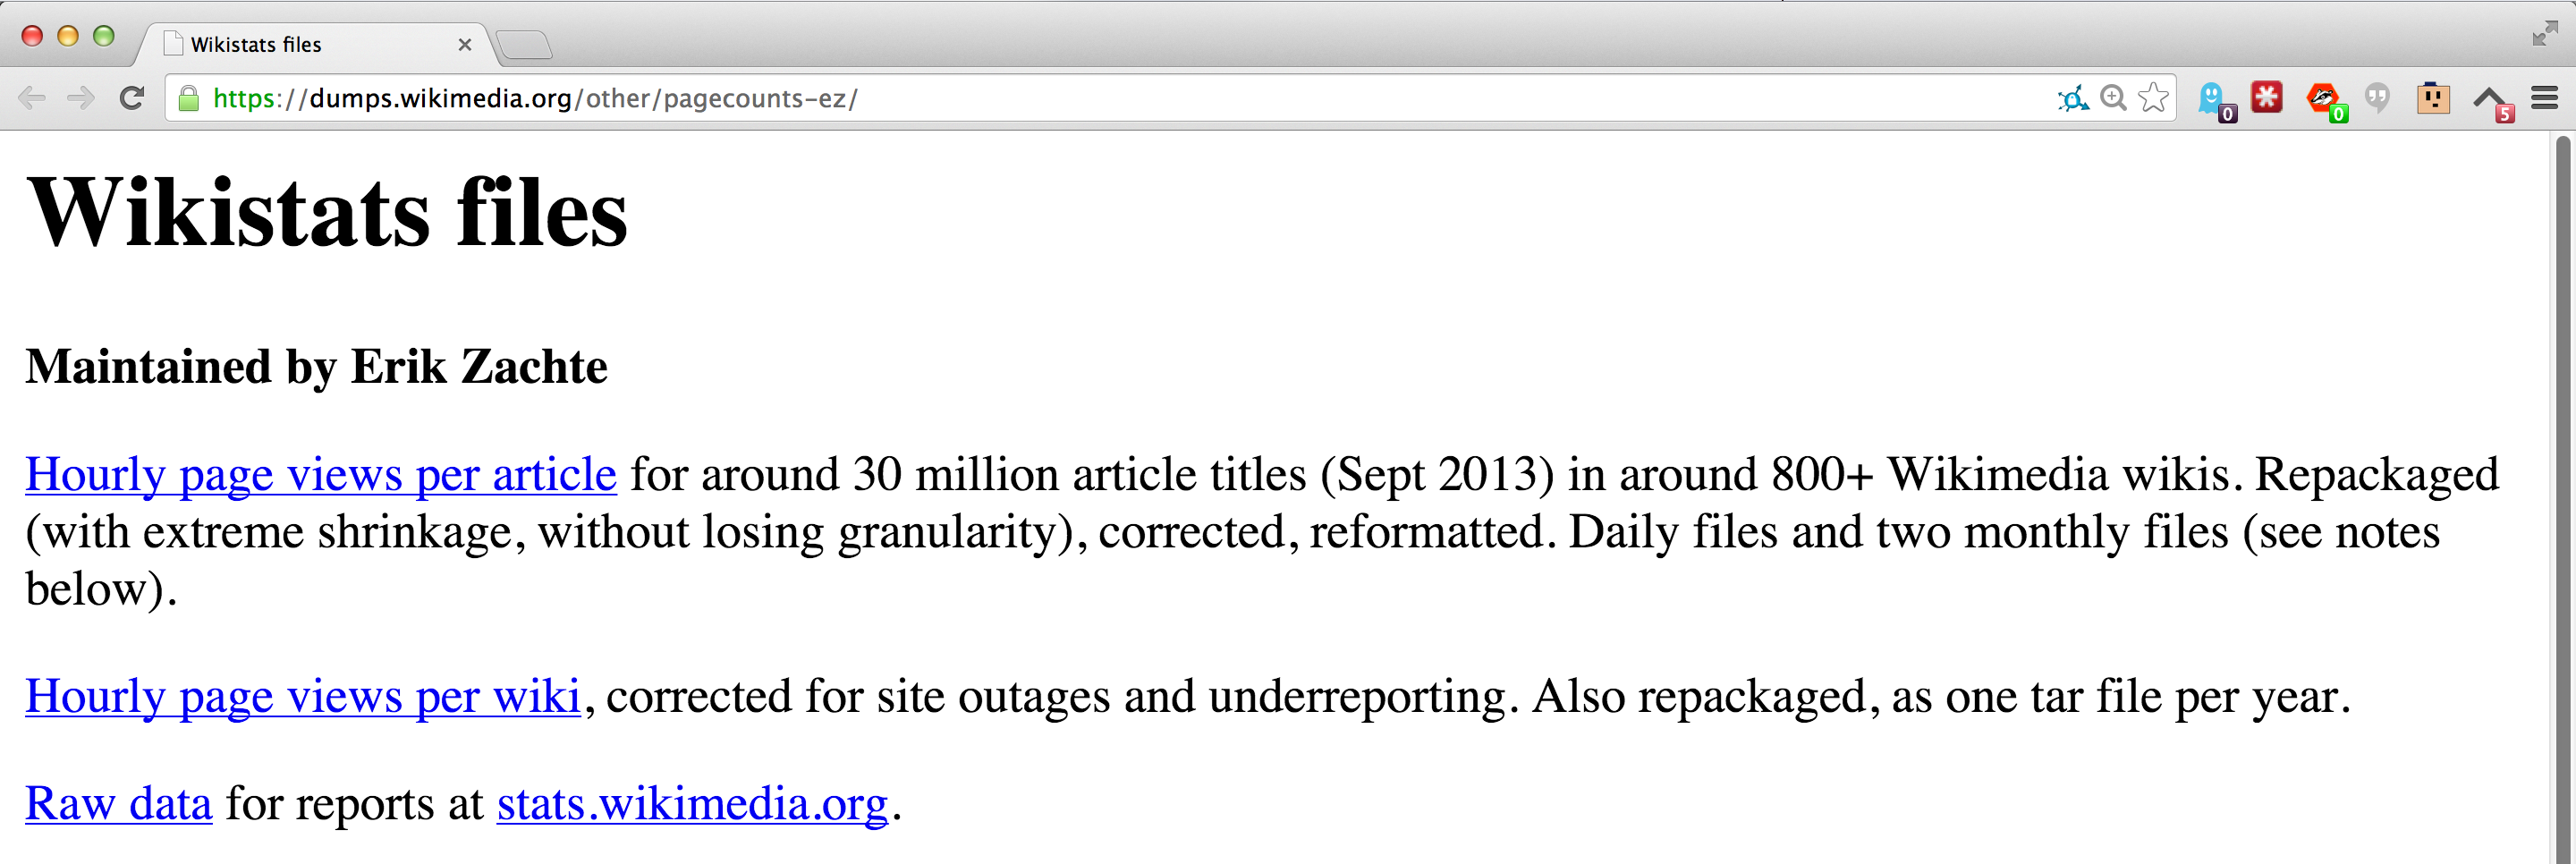 Wikistats files
https://dumps.wikimedia.org/other/pagecounts-ez/
0
0
5
Wikistats files
Maintained by Erik Zachte
Hourly page views per article for around 30 million article titles (Sept 2013) in around 800+ Wikimedia wikis. Repackaged
(with extreme shrinkage, without losing granularity), corrected, reformatted. Daily files and two monthly files (see notes
below).
Hourly page views per wiki, corrected for site outages and underreporting. Also repackaged, as one tar file per year.
Raw data for reports at stats.wikimedia.org.